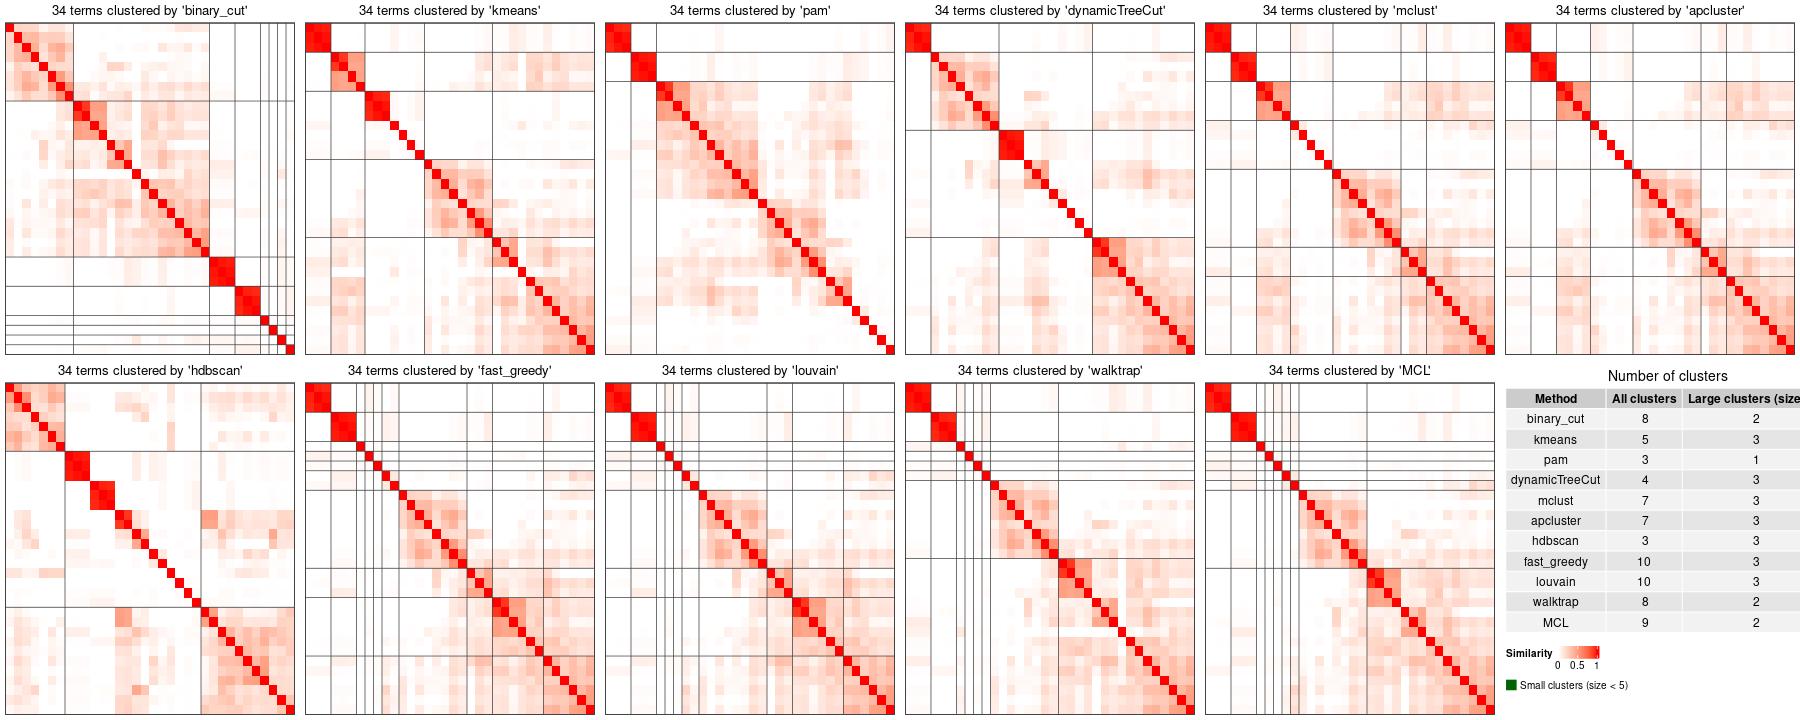 34 terms clustered by 'binary_cut'
34 terms clustered by 'kmeans'
34 terms clustered by 'pam'
34 terms clustered by 'dynamicTreeCut'
34 terms clustered by 'mclust'
34 terms clustered by 'apcluster'
34 terms clustered by 'hdbscan'
34 terms clustered by 'fast_greedy'
34 terms clustered by 'louvain'
34 terms clustered by 'walktrap'
34 terms clustered by 'MCL'
Number of clusters
Method All clusters Large clusters (size
binary_cut 8 2
kmeans 5 3
pam 3 1
dynamicTreeCut 4 3
mclust 7 3
apcluster 7 3
hdbscan 3 3
fast_greedy 10 3
louvain 10 3
walktrap 8 2
MCL 9 2
Similarity
0 0.5 1
Small clusters (size < 5)